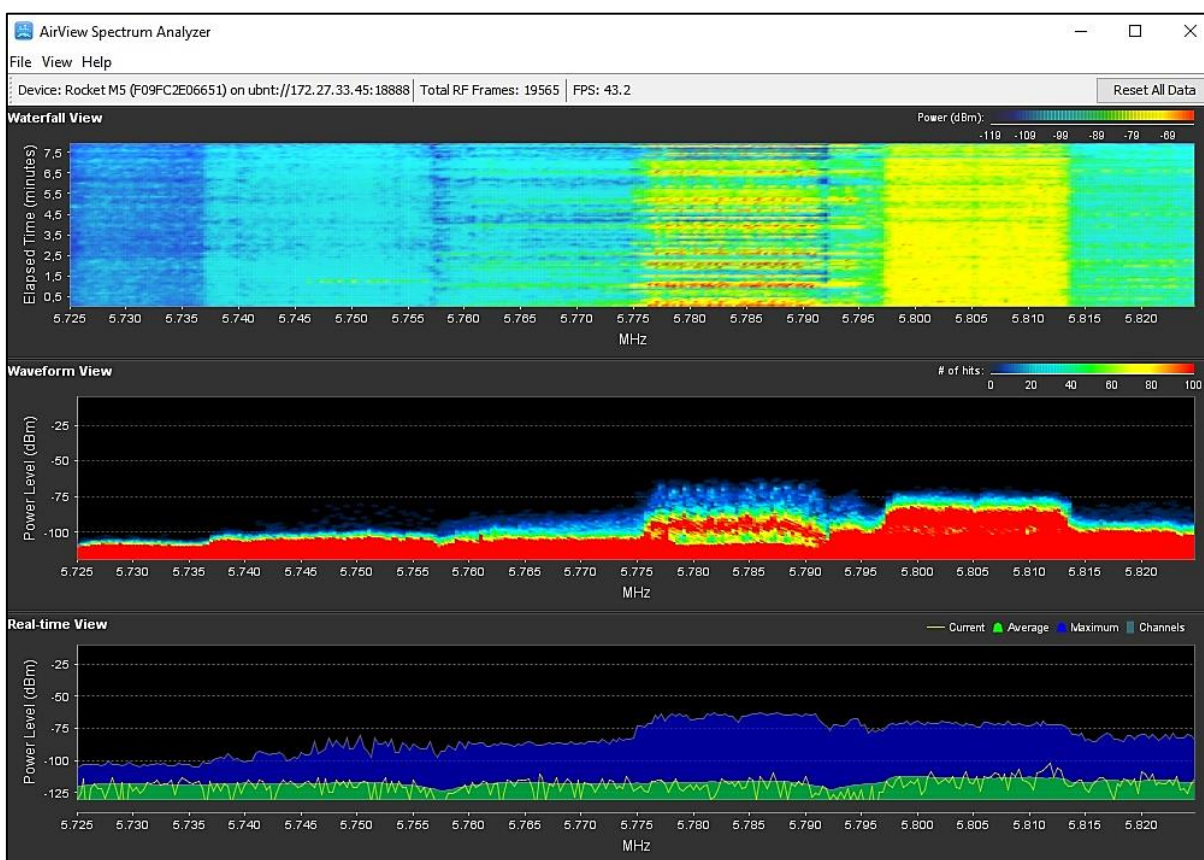 AirView Spectrum Analyzer
File View Help
Device: Rocket M5 (F09FC2E06651) on ubnt://172.27.33.45:18888 Total RF Frames: 19565 FPS: 43.2 Reset All Data
Waterfall View Power (dBm):
-119 -109 -99 -89 -79 -69
Elapsed Time (minutes)
7,5
6,5
5,5
4,5
3,5
2,5
1,5
0,5
5.725 5.730 5.735 5.740 5.745 5.750 5.755 5.760 5.765 5.770 5.775 5.780 5.785 5.790 5.795 5.800 5.805 5.810 5.815 5.820
MHz
Waveform View # of hits:
0 20 40 60 80 100
Power Level (dBm)
-25
-50
-75
-100
5.725 5.730 5.735 5.740 5.745 5.750 5.755 5.760 5.765 5.770 5.775 5.780 5.785 5.790 5.795 5.800 5.805 5.810 5.815 5.820
MHz
Real-time View Current Average Maximum Channels
Power Level (dBm)
-25
-50
-75
-100
-125
5.725 5.730 5.735 5.740 5.745 5.750 5.755 5.760 5.765 5.770 5.775 5.780 5.785 5.790 5.795 5.800 5.805 5.810 5.815 5.820
MHz